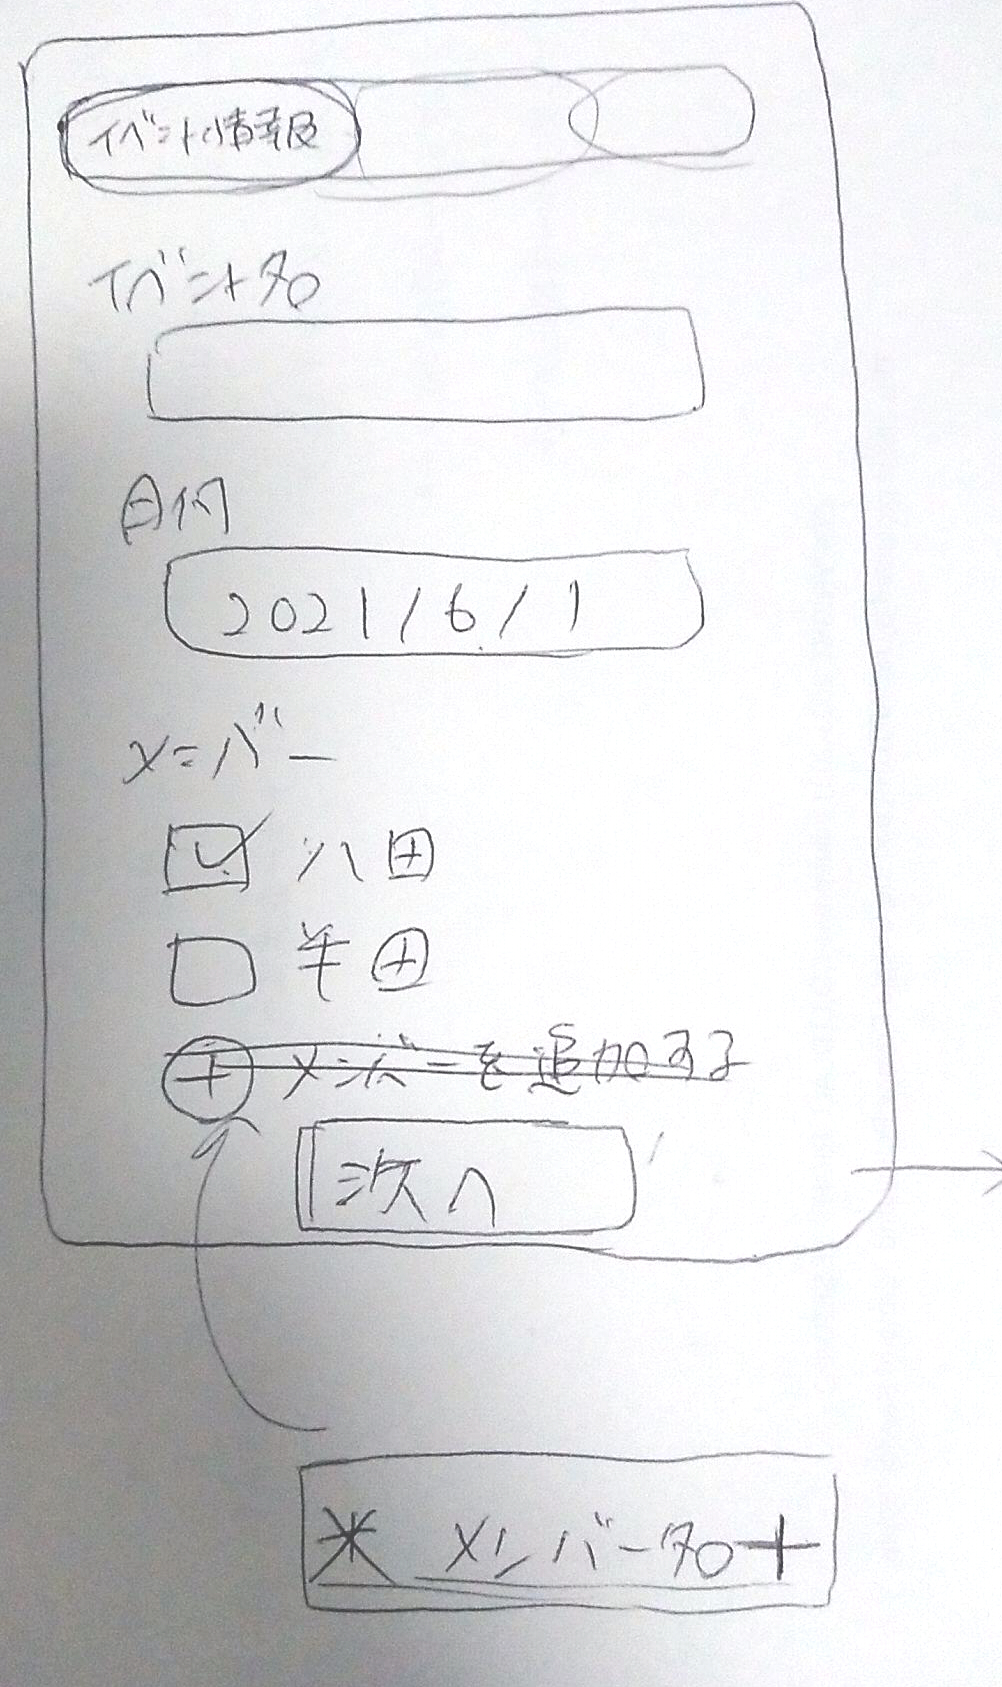 イベント情報
イベント名
日付
2021/6/1
メンバー
八田
半田
+ メンバーを追加する
次へ
* メンバー名 +